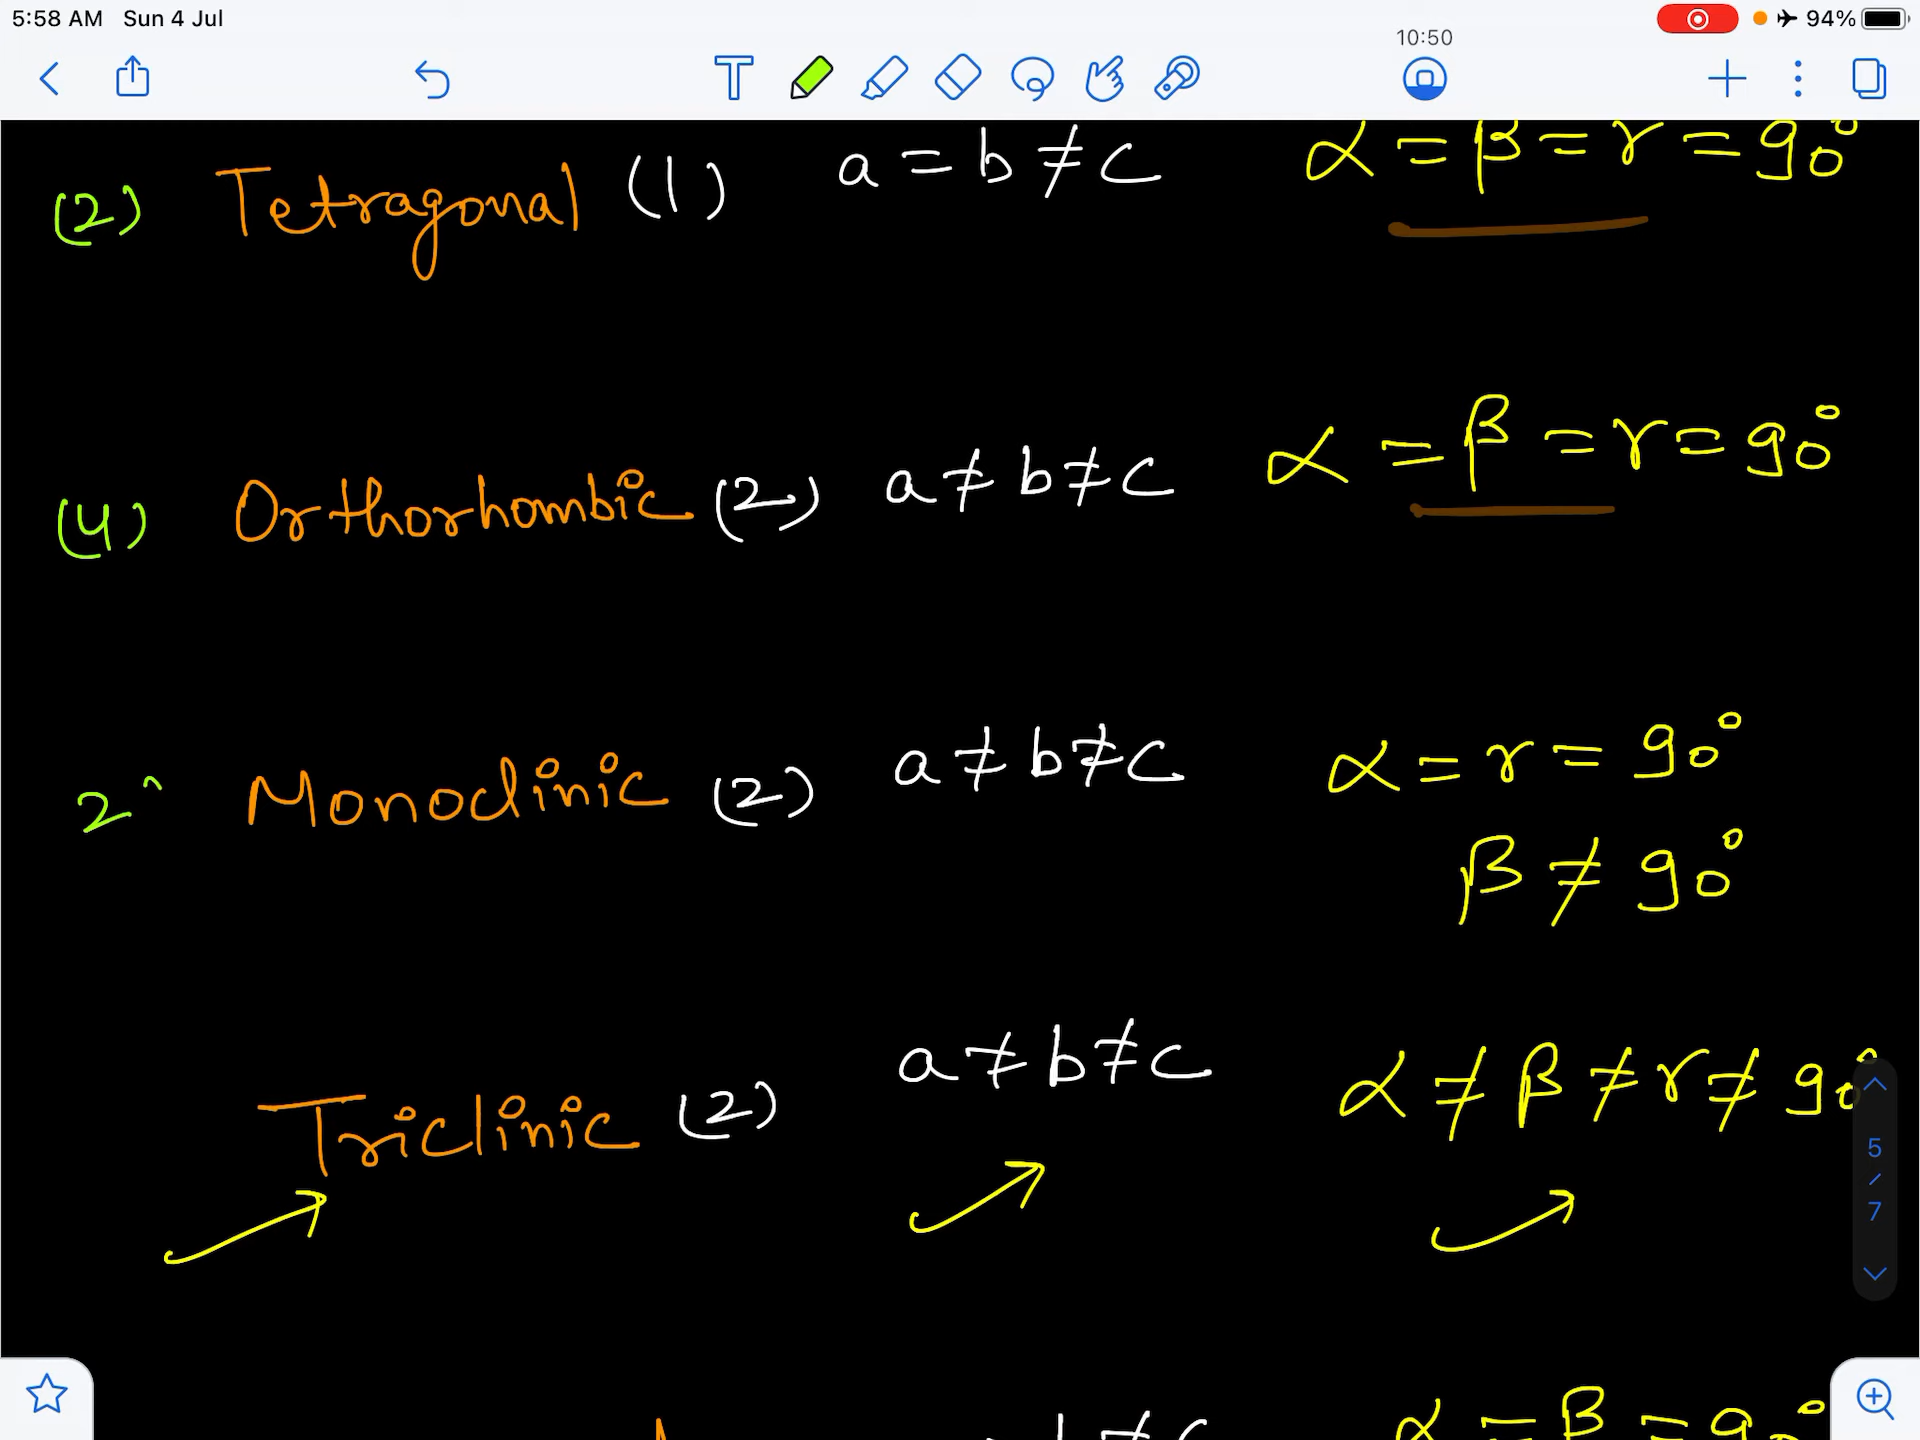 5:58 AM Sun 4 Jul 94%
10:50
(2) Tetragonal (1) a = b ≠ c α = β = γ = 90°
(4) Orthorhombic (2) a ≠ b ≠ c α = β = γ = 90°
2 Monoclinic (2) a ≠ b ≠ c α = γ = 90°
β ≠ 90°
Triclinic (2) a ≠ b ≠ c α ≠ β ≠ γ ≠ 90°
5
/
7
b ≠ c α = β = 90°